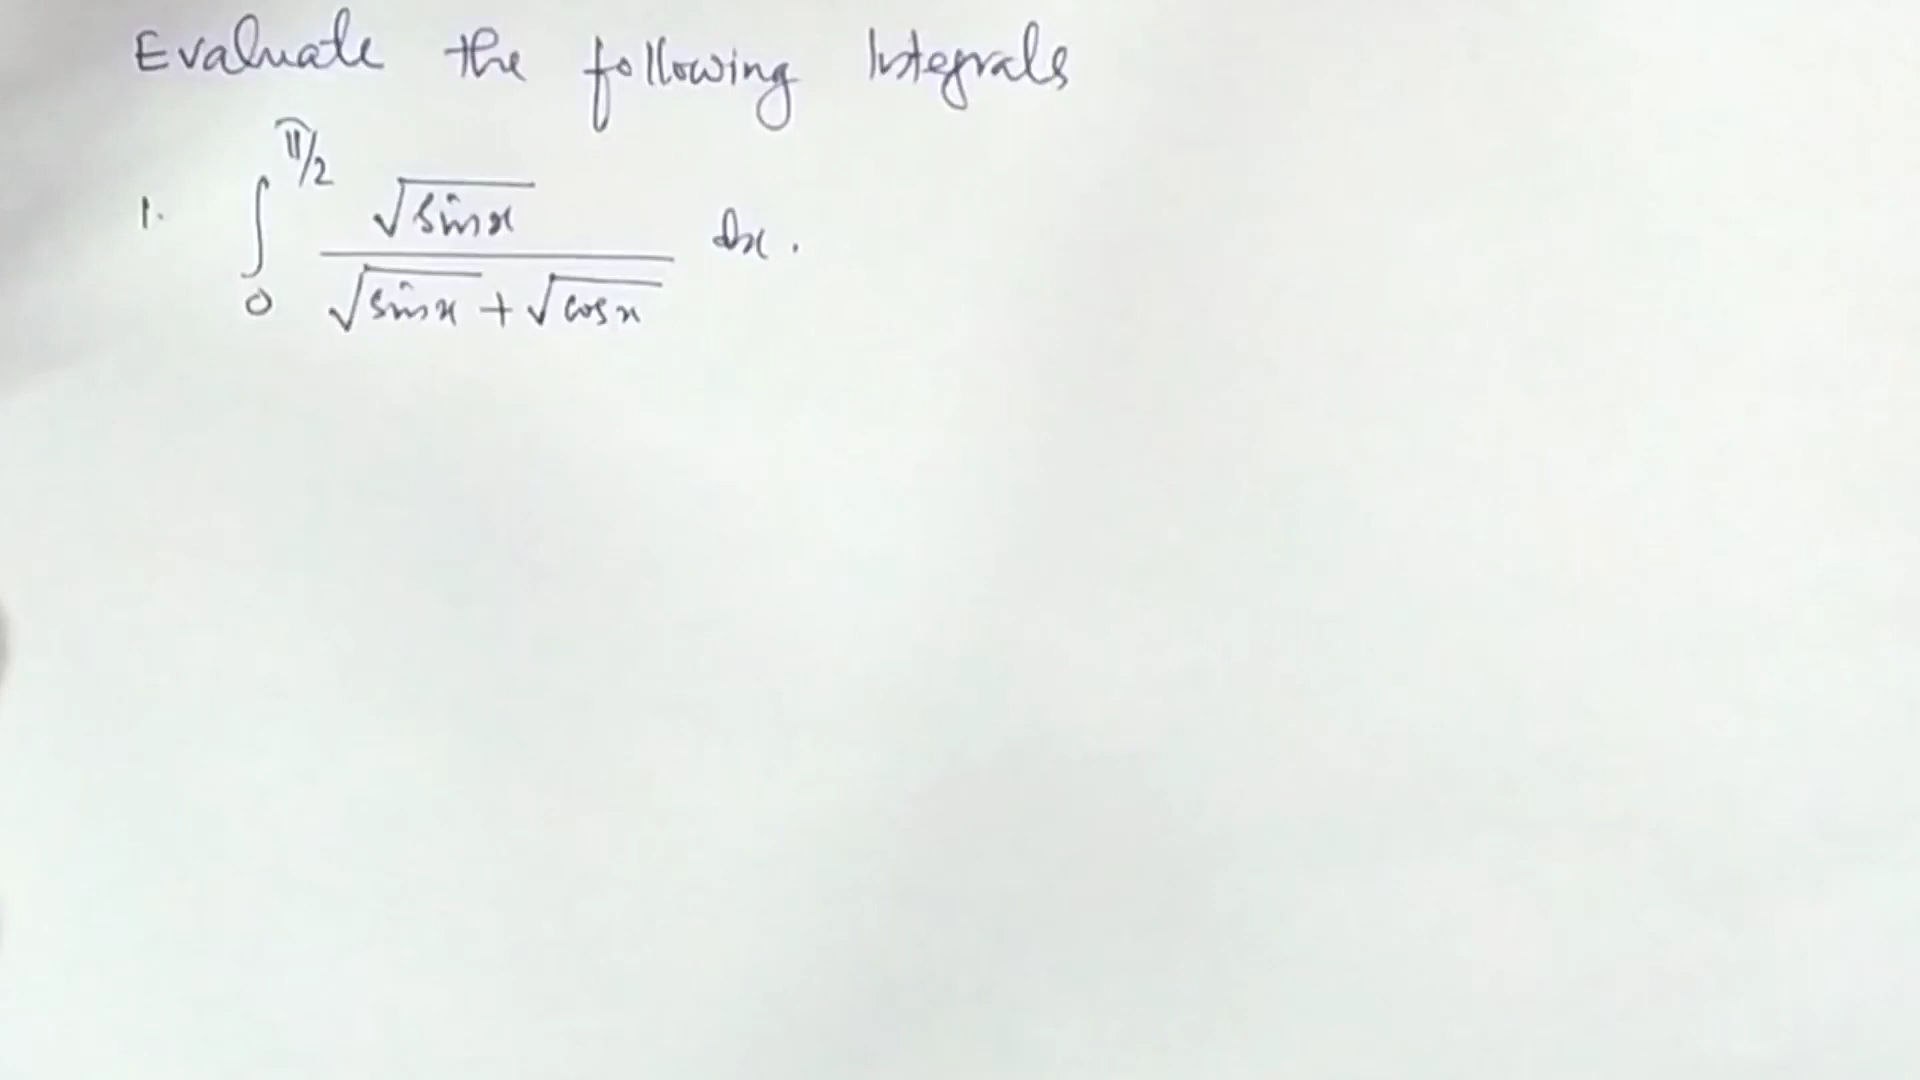 Evaluate the following Integrals
1. ∫₀^{π/2} √sinx / (√sinx + √cosx) dx.